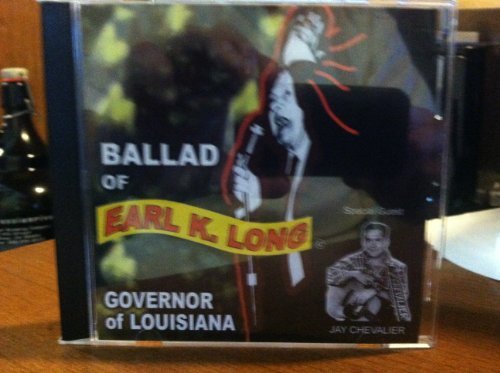 BALLAD
OF
EARL K. LONG
GOVERNOR
of LOUISIANA
Special Guest
JAY CHEVALIER